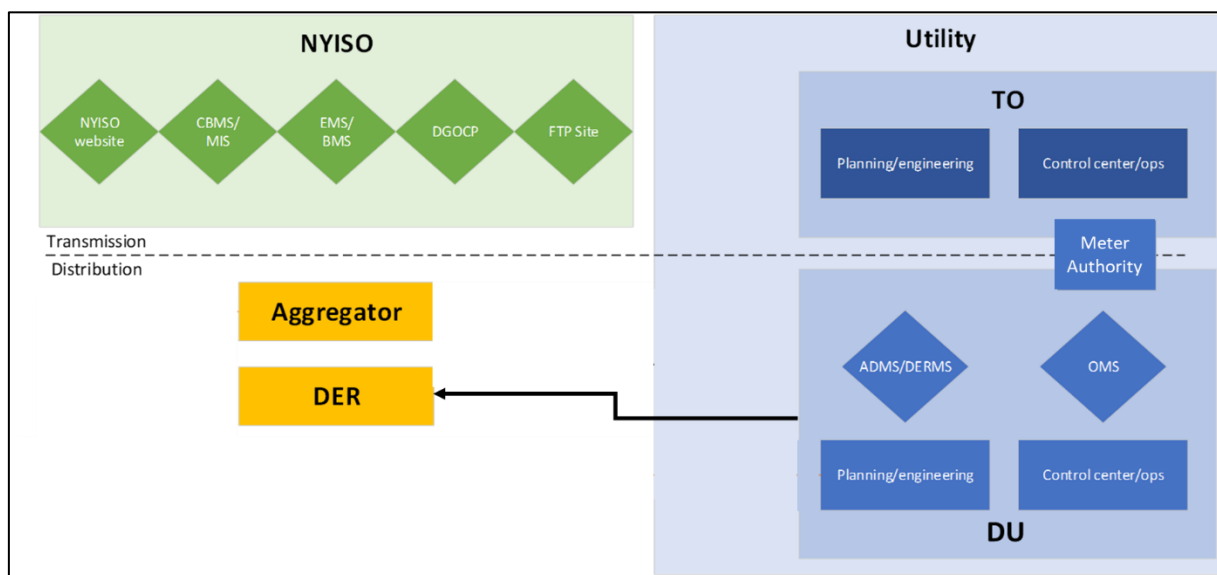 NYISO
Utility
NYISO
website
CBMS/
MIS
EMS/
BMS
DGOCP
FTP Site
TO
Planning/engineering
Control center/ops
Transmission
Distribution
Meter
Authority
Aggregator
DER
ADMS/DERMS
OMS
Planning/engineering
Control center/ops
DU